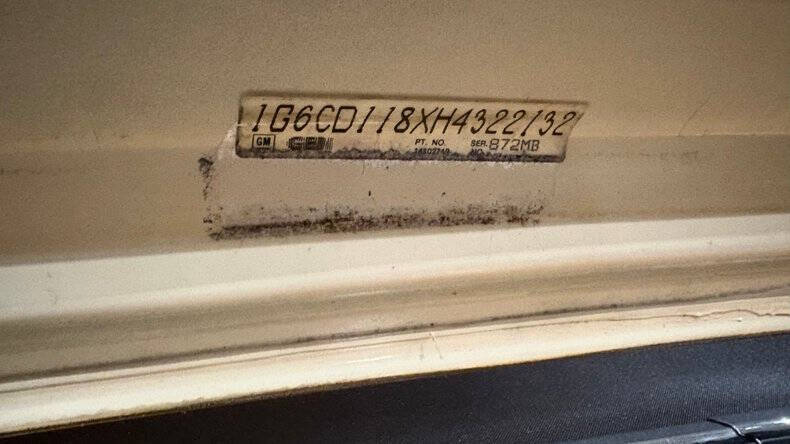 1G6CD118XH4322132
GM PT. NO. SER. 872MB
NO.